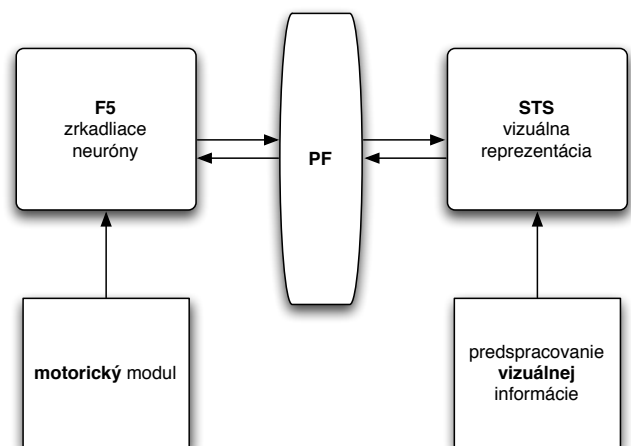 F5
zrkadliace
neuróny
PF
STS
vizuálna
reprezentácia
motorický modul
predspracovanie
vizuálnej
informácie